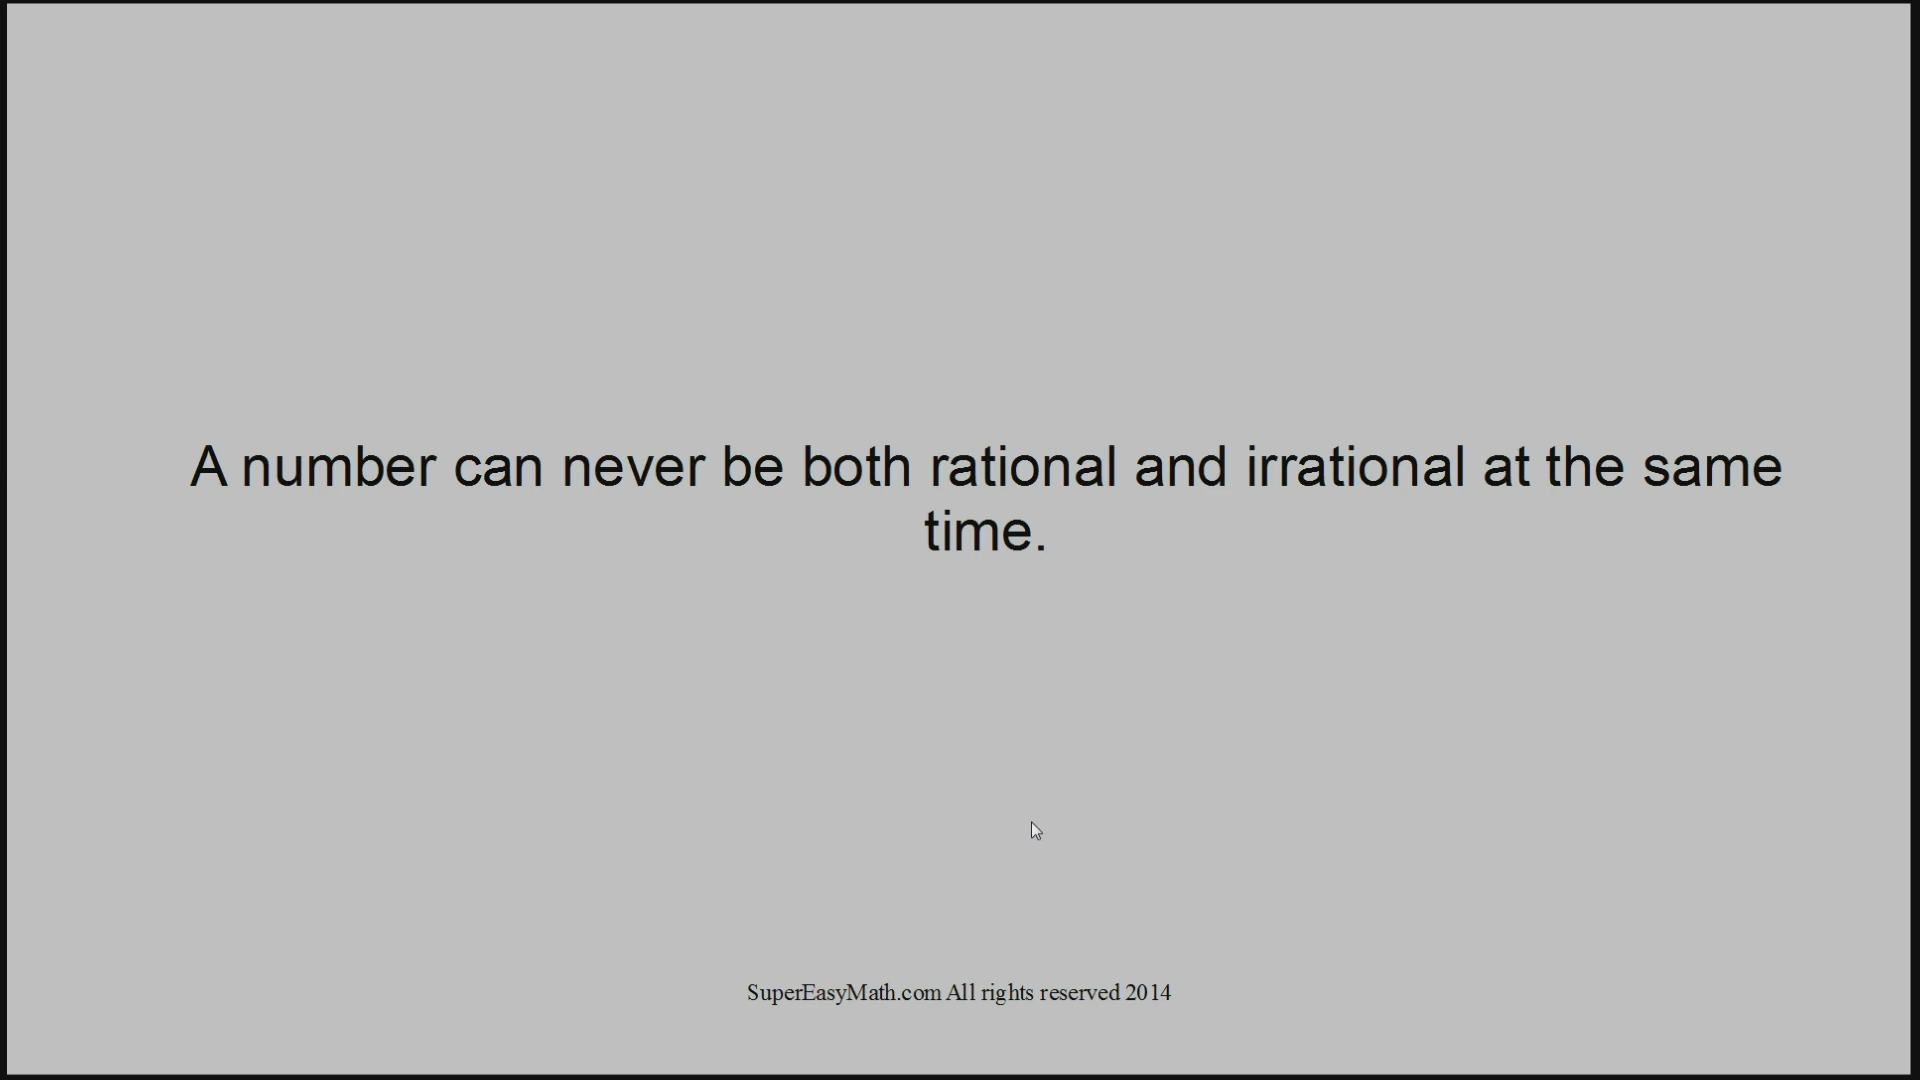 A number can never be both rational and irrational at the same
time.
SuperEasyMath.com All rights reserved 2014